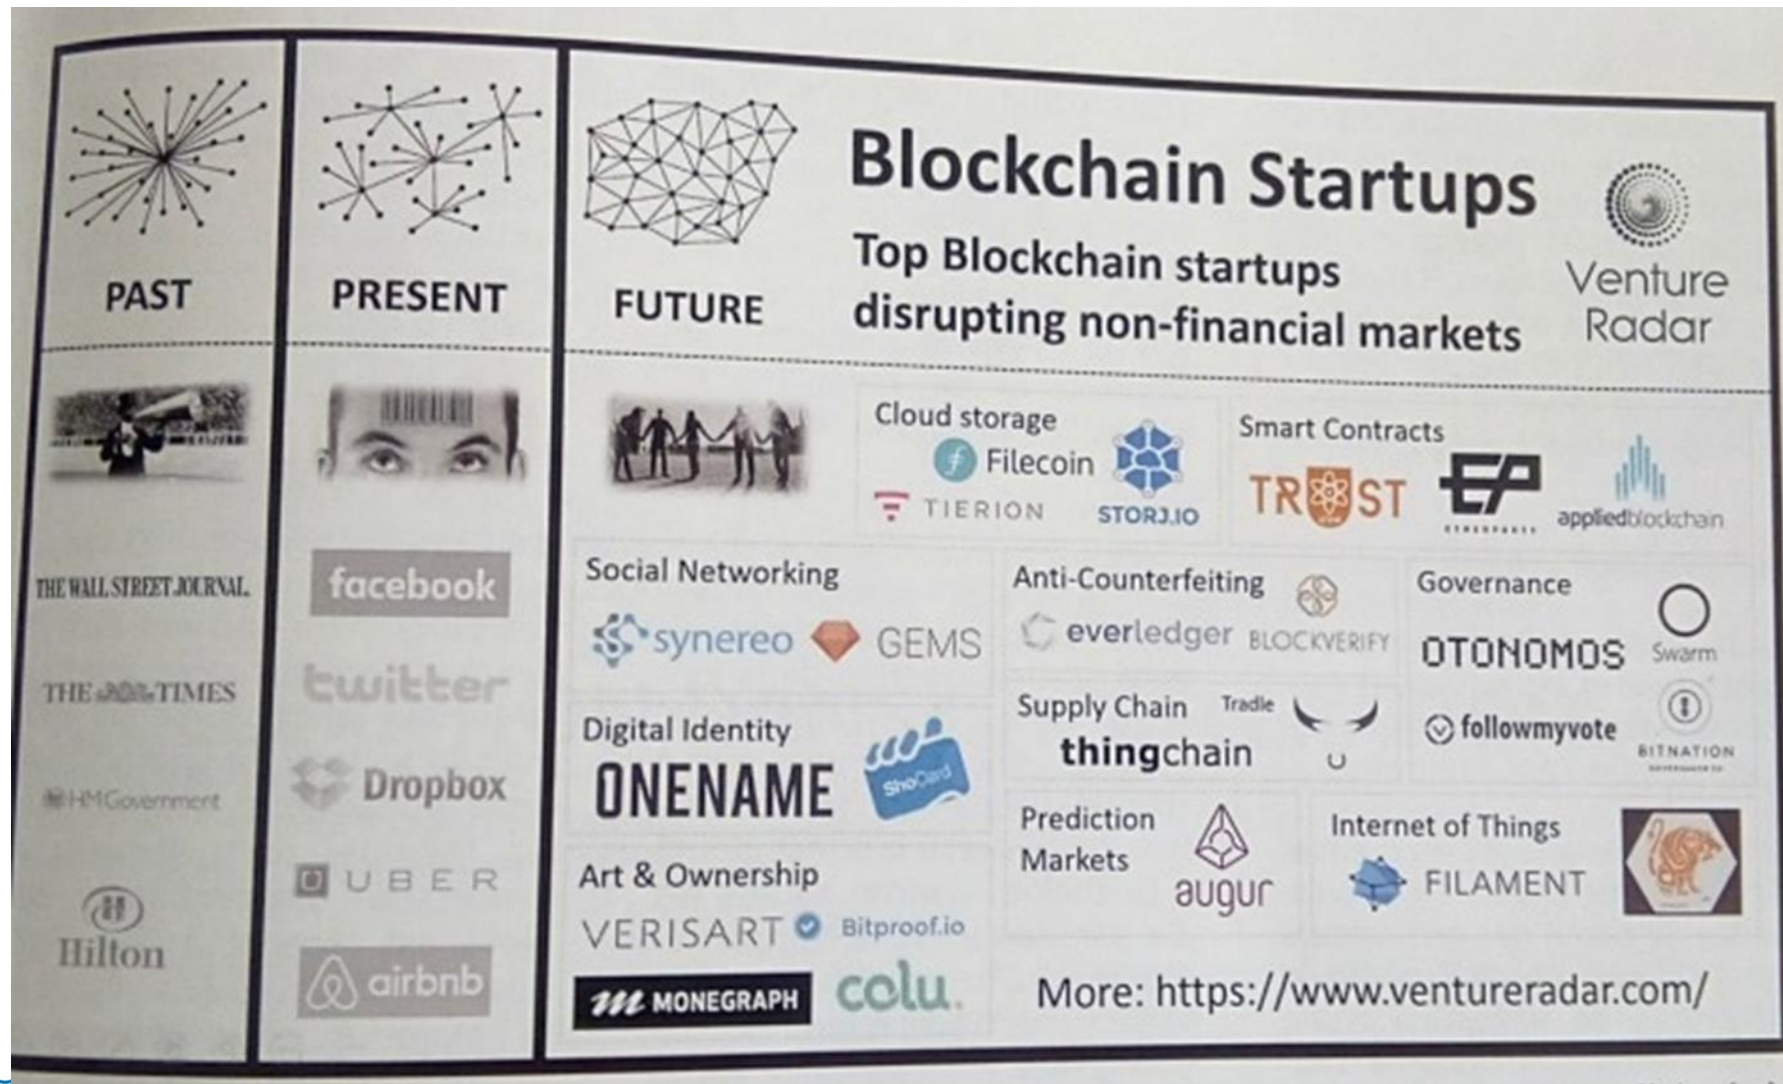 Blockchain Startups
Top Blockchain startups
disrupting non-financial markets
Venture
Radar
PAST
PRESENT
FUTURE
THE WALL STREET JOURNAL.
THE TIMES
HM Government
Hilton
facebook
twitter
Dropbox
UBER
airbnb
Cloud storage
Filecoin
TIERION
STORJ.IO
Smart Contracts
TRUST
EP
appliedblockchain
Social Networking
synereo
GEMS
Anti-Counterfeiting
everledger
BLOCKVERIFY
Governance
OTONOMOS
Swarm
followmyvote
BITNATION
Digital Identity
ONENAME
ShoCard
Supply Chain
Tradle
thingchain
Prediction
Markets
augur
Internet of Things
FILAMENT
Art & Ownership
VERISART
Bitproof.io
MONEGRAPH
colu.
More: https://www.ventureradar.com/